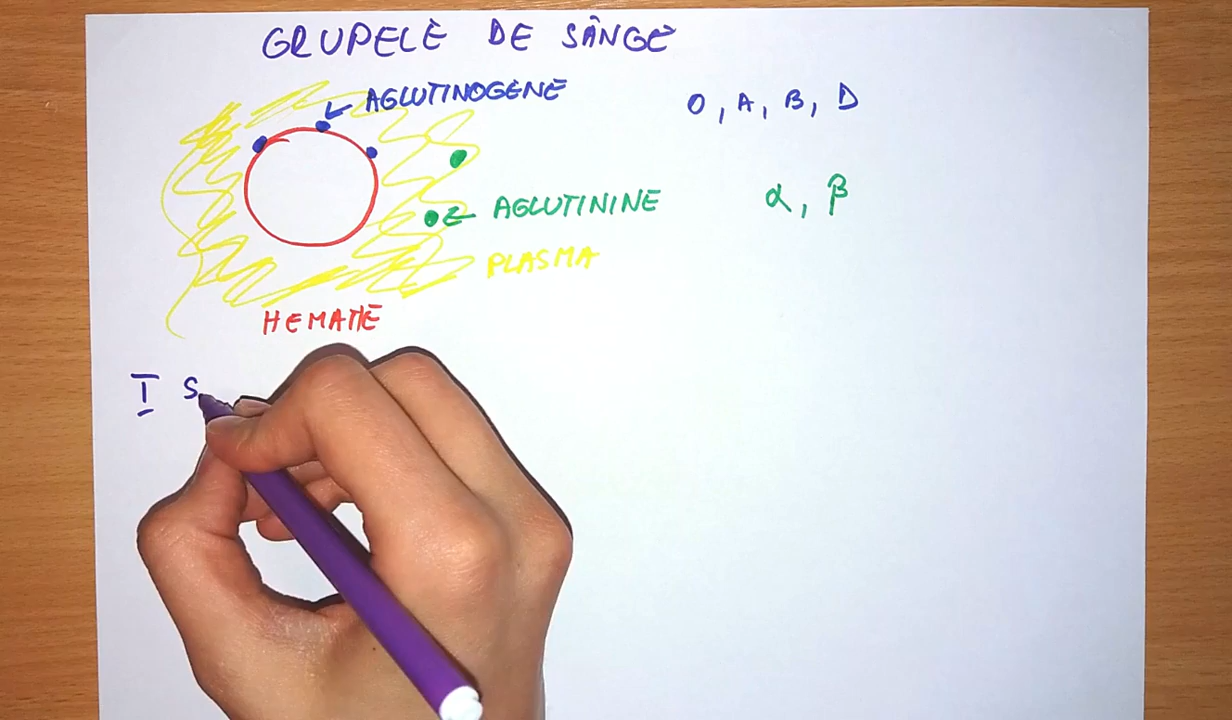 GRUPELE DE SÂNGE
AGLUTINOGENE O, A, B, D
AGLUTININE α, β
PLASMA
HEMATIE
I S